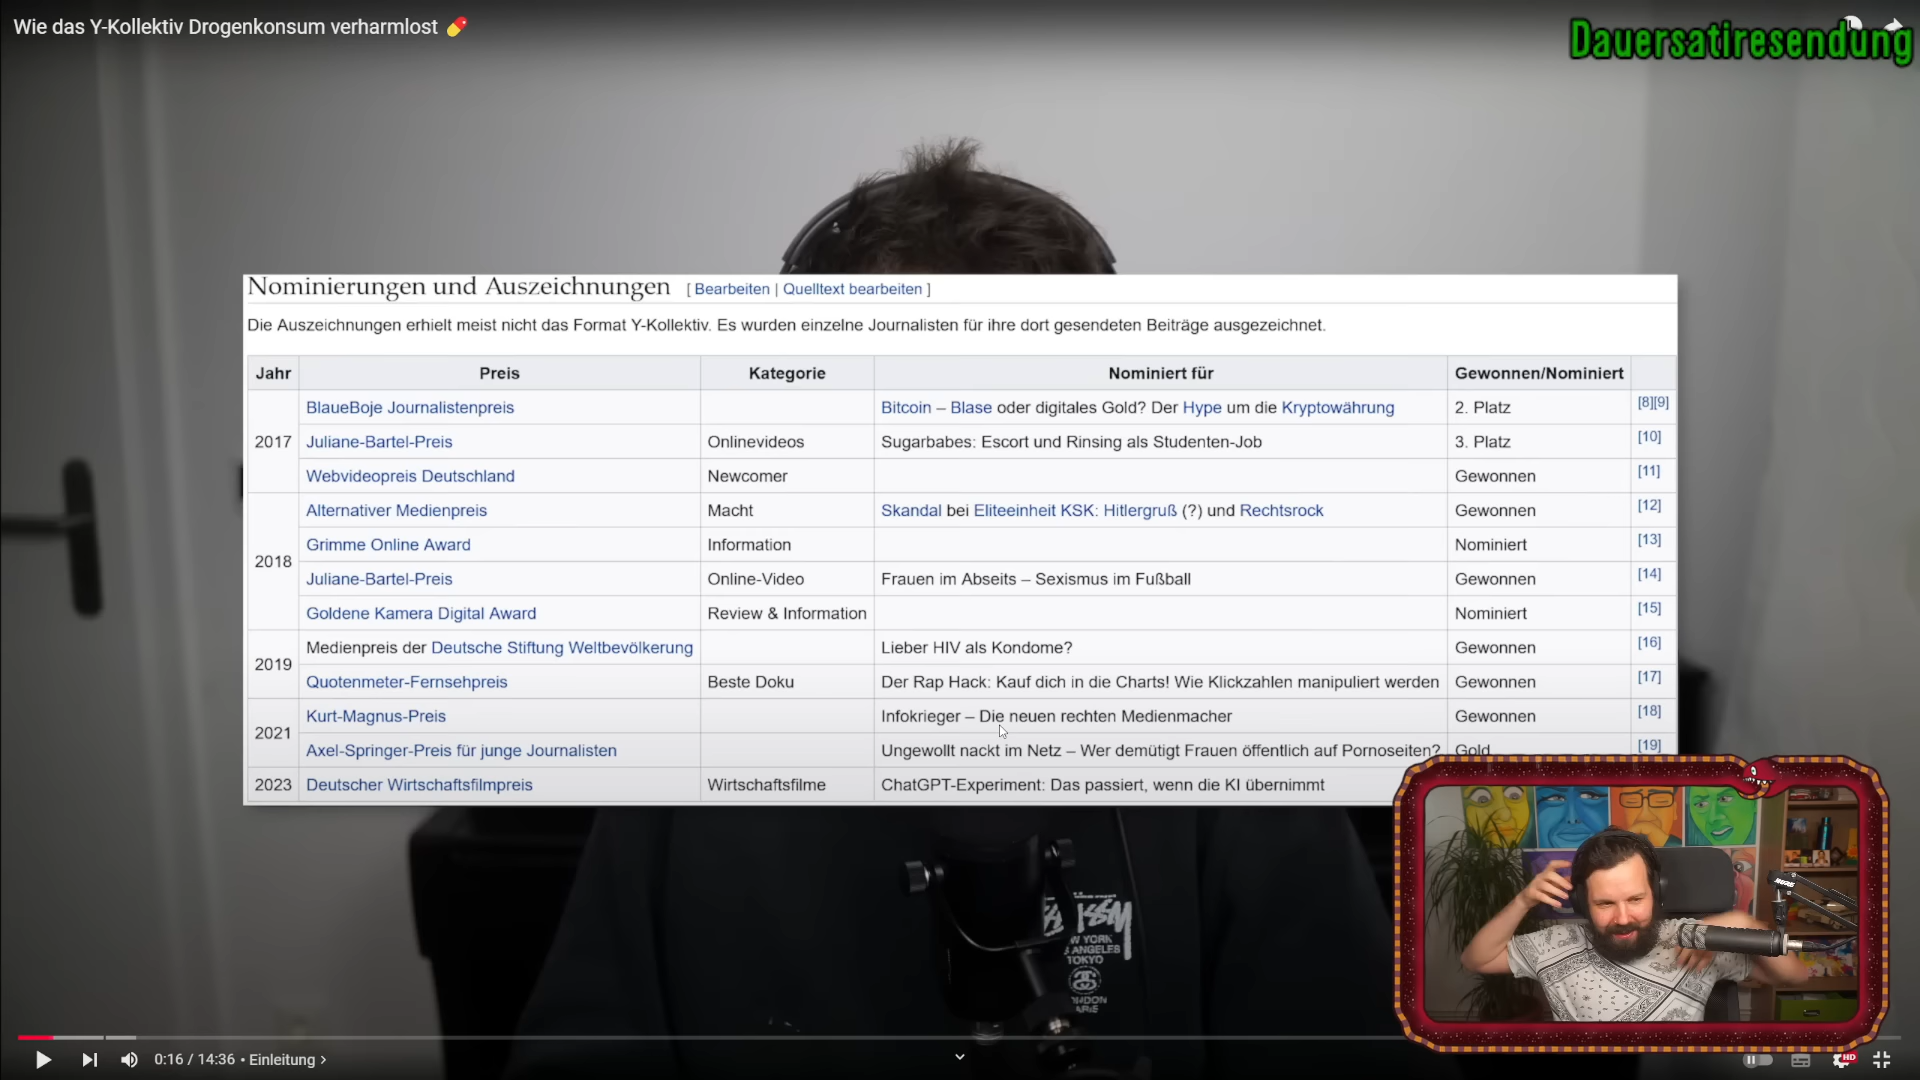 Wie das Y-Kollektiv Drogenkonsum verharmlost
Dauersatiresendung
Nominierungen und Auszeichnungen [ Bearbeiten | Quelltext bearbeiten ]
Die Auszeichnungen erhielt meist nicht das Format Y-Kollektiv. Es wurden einzelne Journalisten für ihre dort gesendeten Beiträge ausgezeichnet.
Jahr Preis Kategorie Nominiert für Gewonnen/Nominiert
2017 BlaueBoje Journalistenpreis Bitcoin – Blase oder digitales Gold? Der Hype um die Kryptowährung 2. Platz [8][9]
Juliane-Bartel-Preis Onlinevideos Sugarbabes: Escort und Rinsing als Studenten-Job 3. Platz [10]
Webvideopreis Deutschland Newcomer Gewonnen [11]
2018 Alternativer Medienpreis Macht Skandal bei Eliteeinheit KSK: Hitlergruß (?) und Rechtsrock Gewonnen [12]
Grimme Online Award Information Nominiert [13]
Juliane-Bartel-Preis Online-Video Frauen im Abseits – Sexismus im Fußball Gewonnen [14]
Goldene Kamera Digital Award Review & Information Nominiert [15]
2019 Medienpreis der Deutsche Stiftung Weltbevölkerung Lieber HIV als Kondome? Gewonnen [16]
Quotenmeter-Fernsehpreis Beste Doku Der Rap Hack: Kauf dich in die Charts! Wie Klickzahlen manipuliert werden Gewonnen [17]
2021 Kurt-Magnus-Preis Infokrieger – Die neuen rechten Medienmacher Gewonnen [18]
Axel-Springer-Preis für junge Journalisten Ungewollt nackt im Netz – Wer demütigt Frauen öffentlich auf Pornoseiten? Gold [19]
2023 Deutscher Wirtschaftsfilmpreis Wirtschaftsfilme ChatGPT-Experiment: Das passiert, wenn die KI übernimmt
NEW YORK
LOS ANGELES
TOKYO
LONDON
0:16 / 14:36 • Einleitung
HD